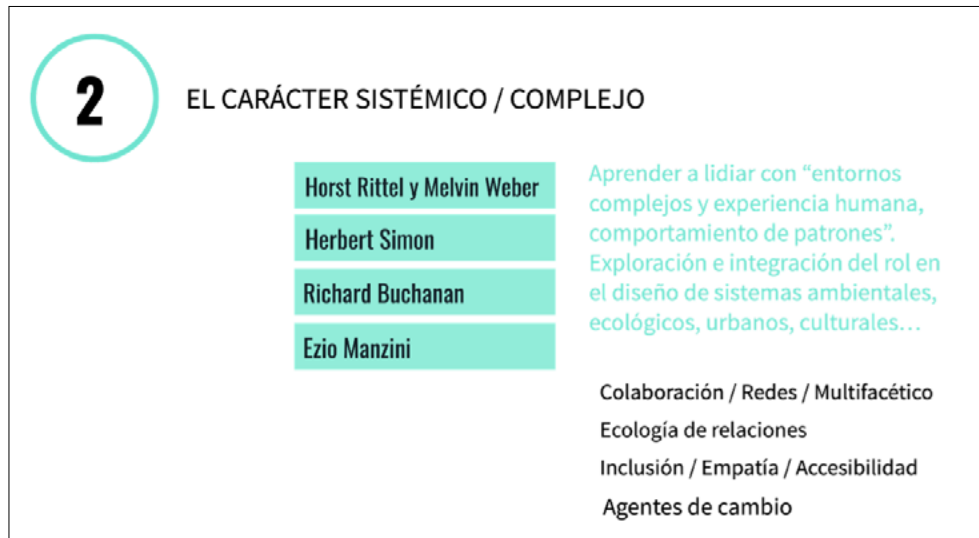 2
EL CARÁCTER SISTÉMICO / COMPLEJO
Horst Rittel y Melvin Weber
Herbert Simon
Richard Buchanan
Ezio Manzini
Aprender a lidiar con “entornos
complejos y experiencia humana,
comportamiento de patrones”.
Exploración e integración del rol en
el diseño de sistemas ambientales,
ecológicos, urbanos, culturales…
Colaboración / Redes / Multifacético
Ecología de relaciones
Inclusión / Empatía / Accesibilidad
Agentes de cambio